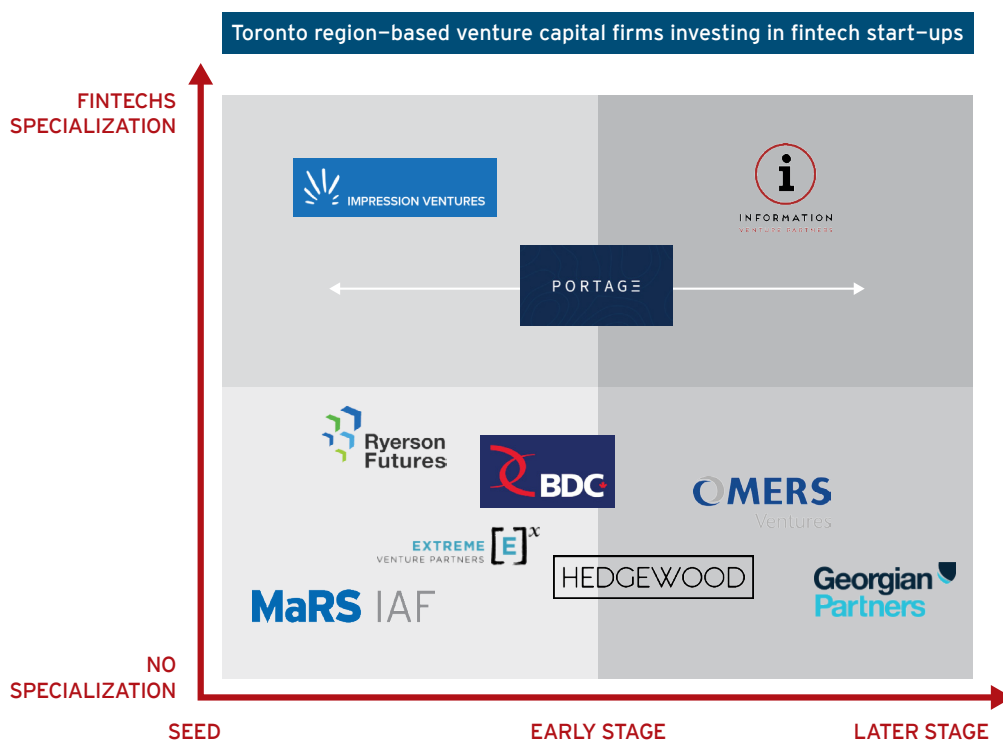 Toronto region–based venture capital firms investing in fintech start–ups
FINTECHS
SPECIALIZATION
IMPRESSION VENTURES
i
INFORMATION
VENTURE PARTNERS
PORTAGE
Ryerson
Futures
BDC
OMERS
Ventures
EXTREME
VENTURE PARTNERS
[E]x
HEDGEWOOD
Georgian
Partners
MaRS IAF
NO
SPECIALIZATION
SEED
EARLY STAGE
LATER STAGE